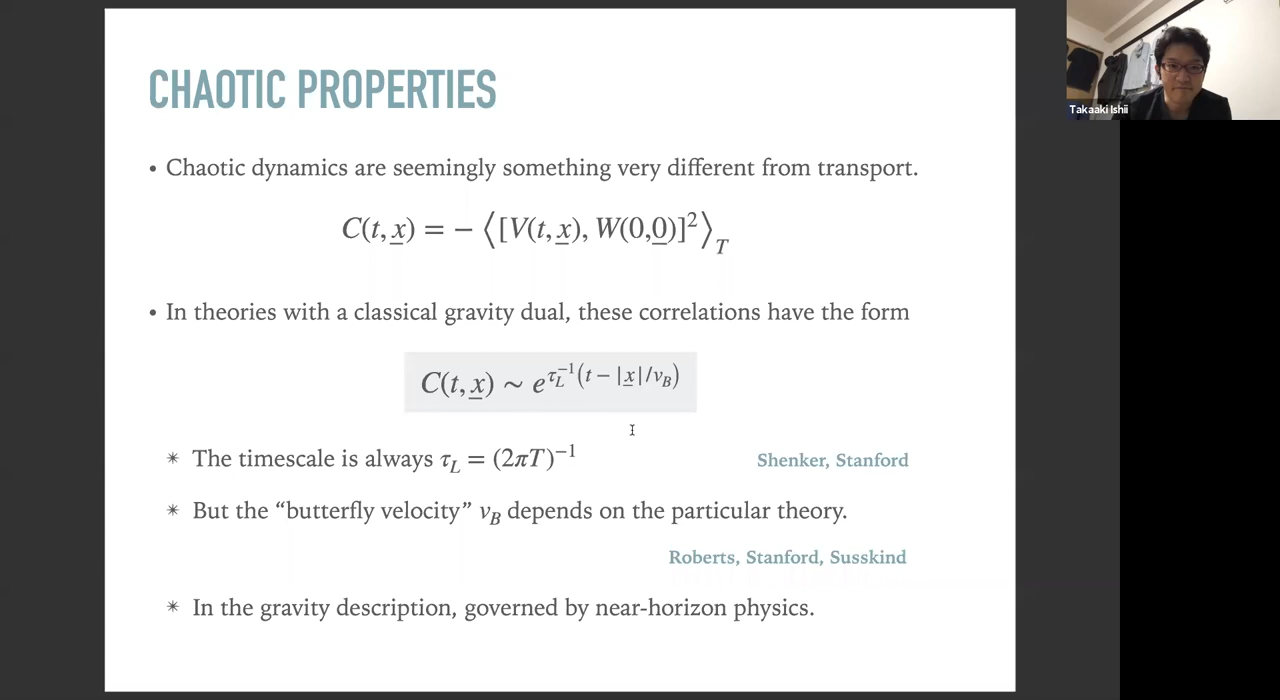 CHAOTIC PROPERTIES
Takaaki Ishii
• Chaotic dynamics are seemingly something very different from transport.
C(t, x) = − ⟨[V(t, x), W(0,0)]²⟩_T
• In theories with a classical gravity dual, these correlations have the form
C(t, x) ∼ e^{τ_L^{-1}(t − |x|/v_B)}
* The timescale is always τ_L = (2πT)^{-1}
Shenker, Stanford
* But the “butterfly velocity” v_B depends on the particular theory.
Roberts, Stanford, Susskind
* In the gravity description, governed by near-horizon physics.